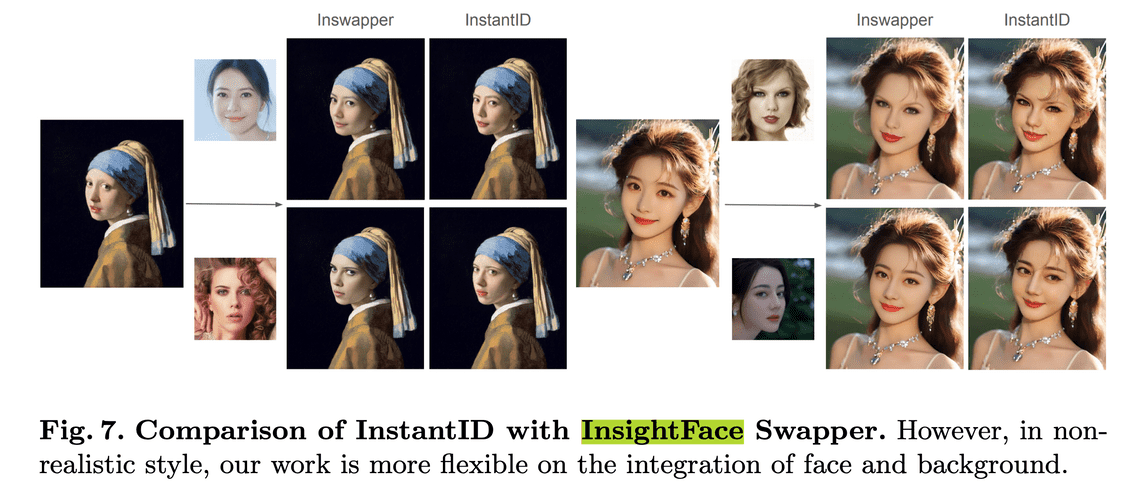 Inswapper InstantID Inswapper InstantID
Fig. 7. Comparison of InstantID with InsightFace Swapper. However, in non-
realistic style, our work is more flexible on the integration of face and background.